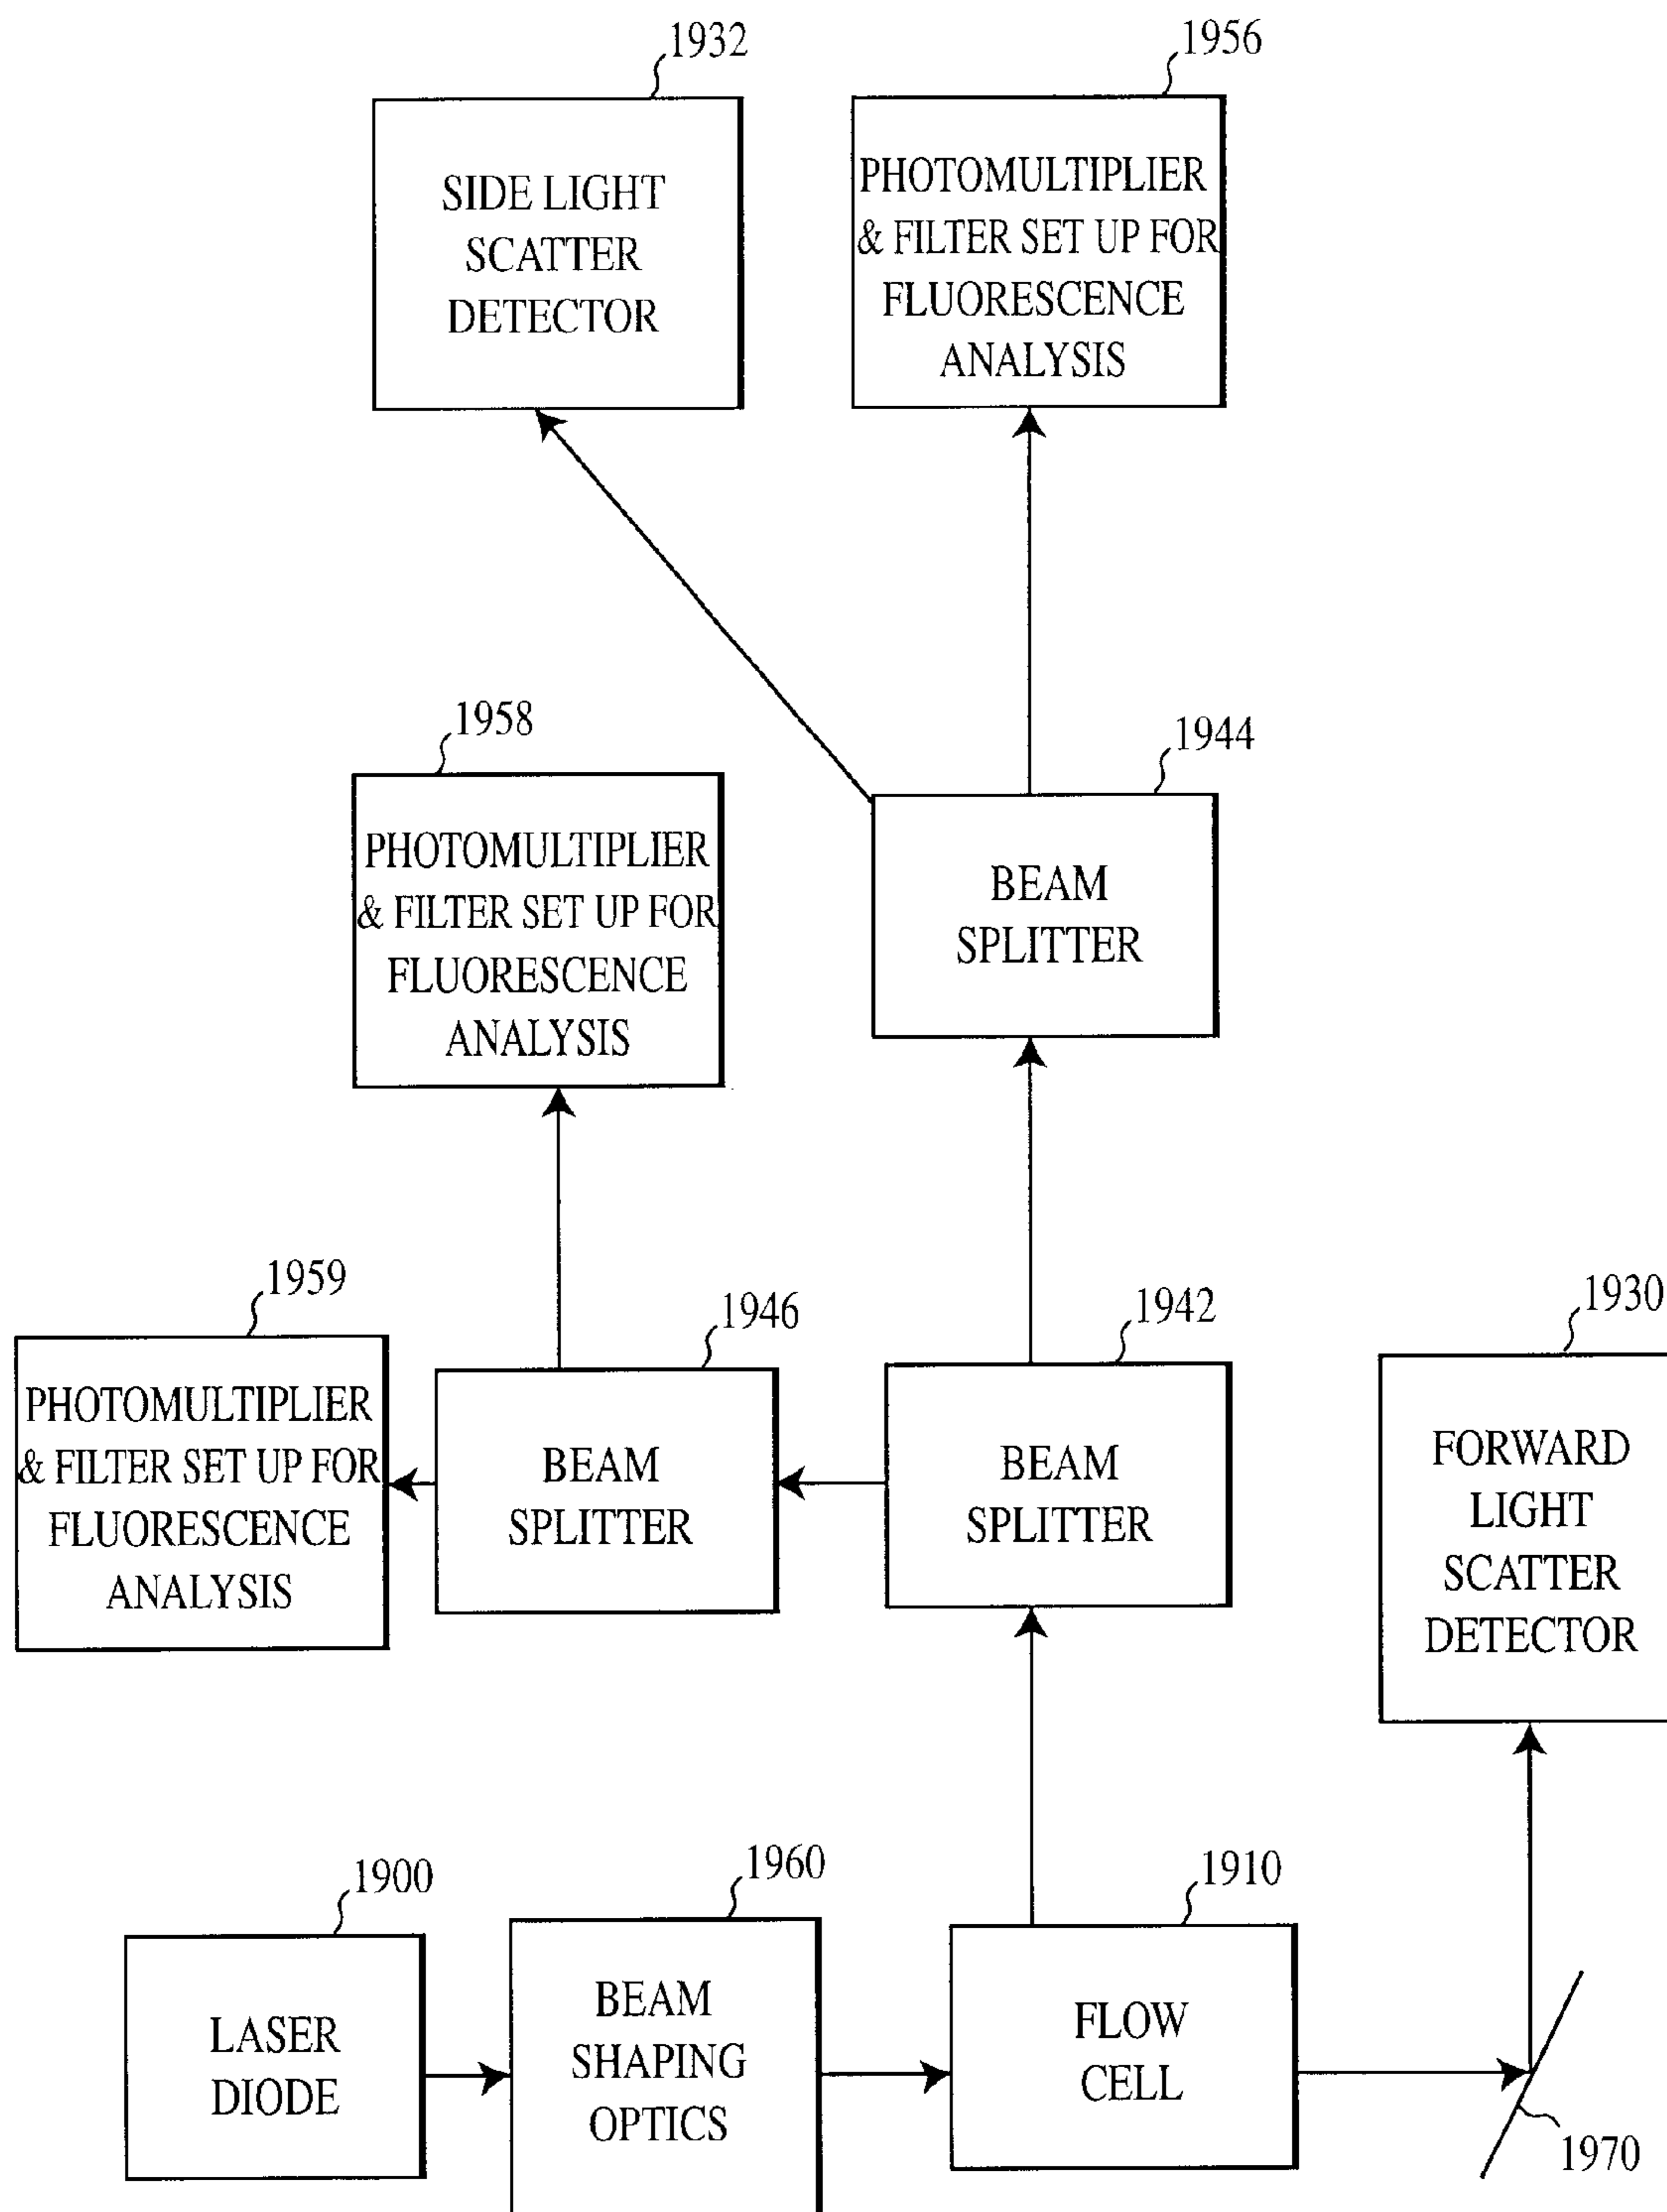 1932
1956
SIDE LIGHT
SCATTER
DETECTOR
PHOTOMULTIPLIER
& FILTER SET UP FOR
FLUORESCENCE
ANALYSIS
1958
1944
PHOTOMULTIPLIER
& FILTER SET UP FOR
FLUORESCENCE
ANALYSIS
BEAM
SPLITTER
1959
1946
1942
1930
PHOTOMULTIPLIER
& FILTER SET UP FOR
FLUORESCENCE
ANALYSIS
BEAM
SPLITTER
BEAM
SPLITTER
FORWARD
LIGHT
SCATTER
DETECTOR
1900
1960
1910
LASER
DIODE
BEAM
SHAPING
OPTICS
FLOW
CELL
1970